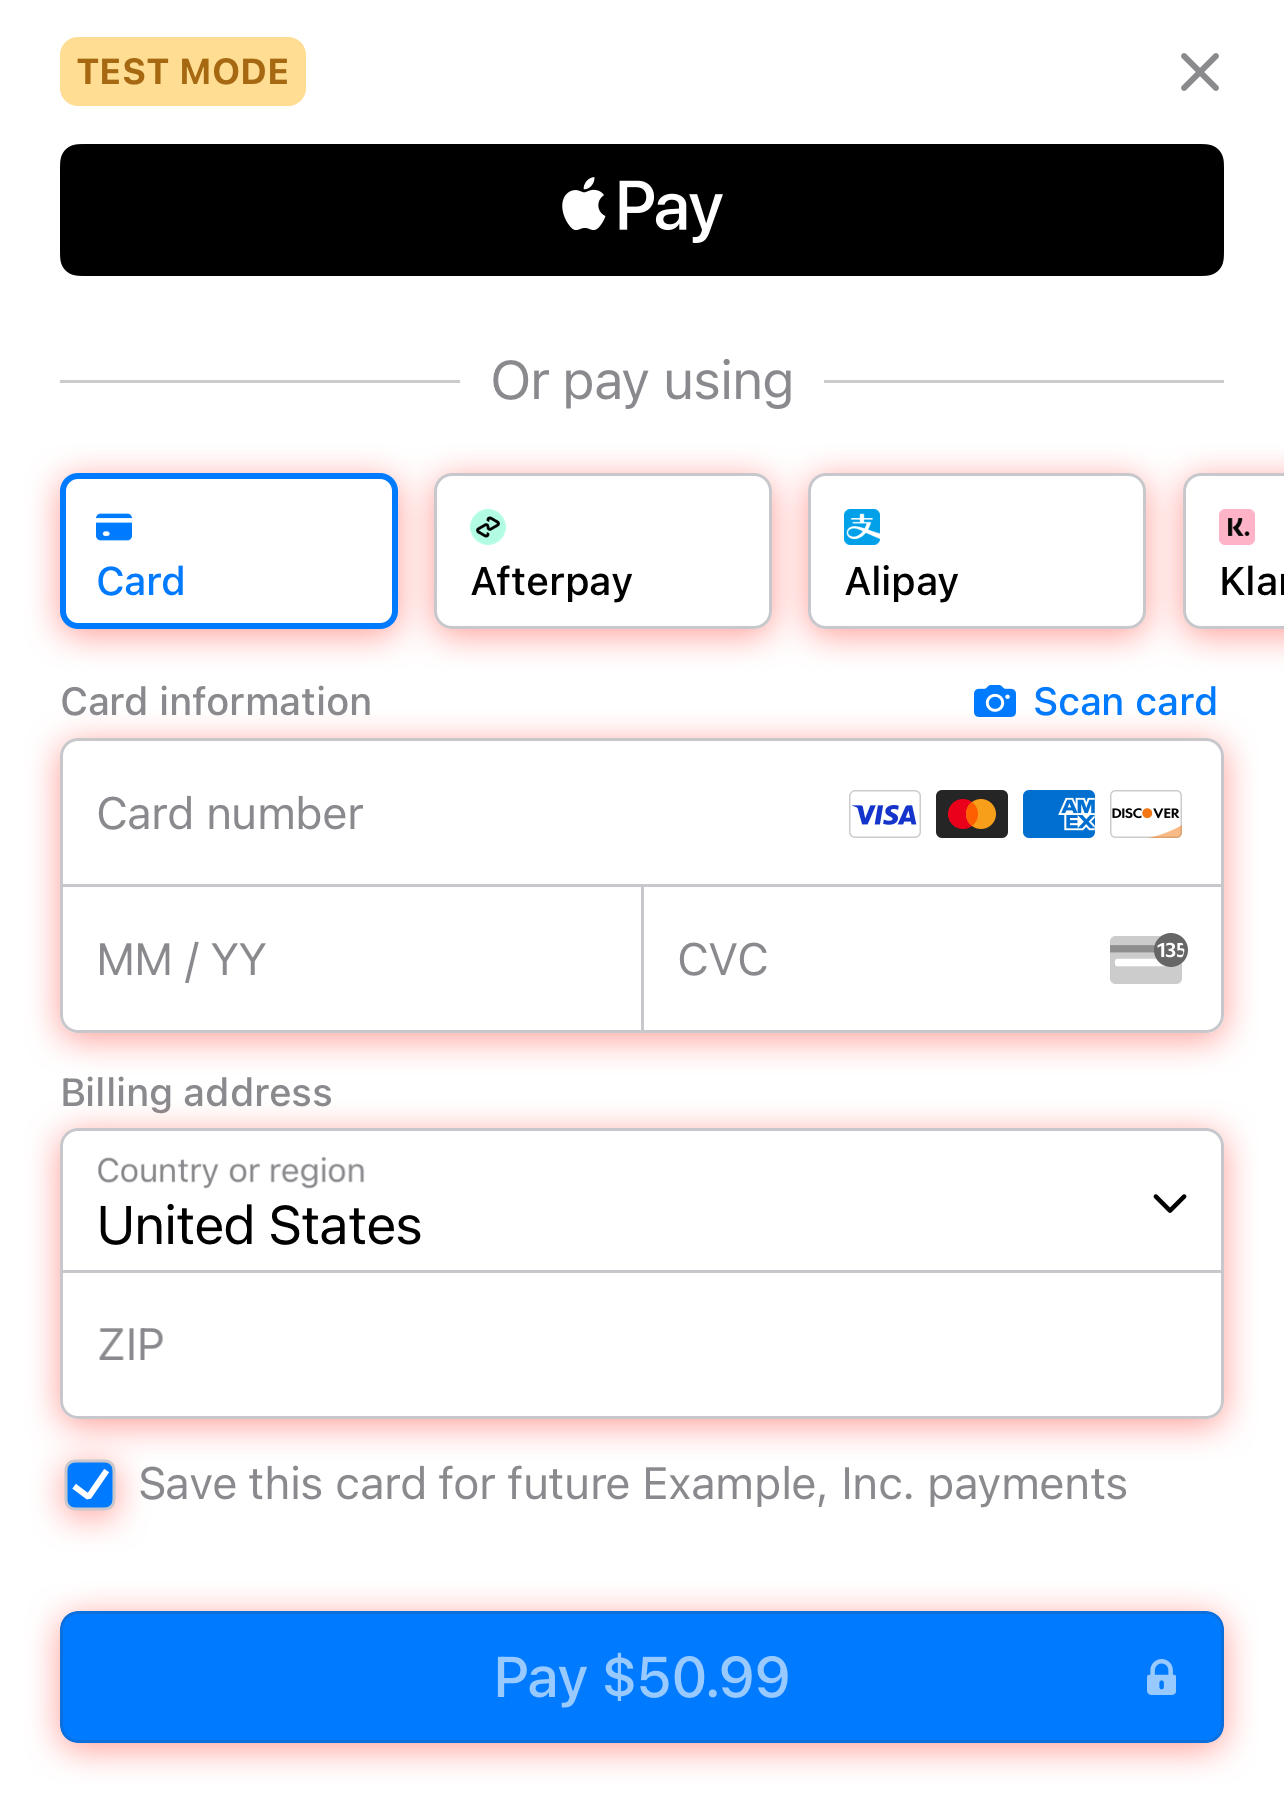 TEST MODE
Pay
Or pay using
Card
Afterpay
支
Alipay
K.
Klar
Card information
Scan card
Card number
VISA
AMEX
DISCOVER
MM / YY
CVC
135
Billing address
Country or region
United States
ZIP
Save this card for future Example, Inc. payments
Pay $50.99